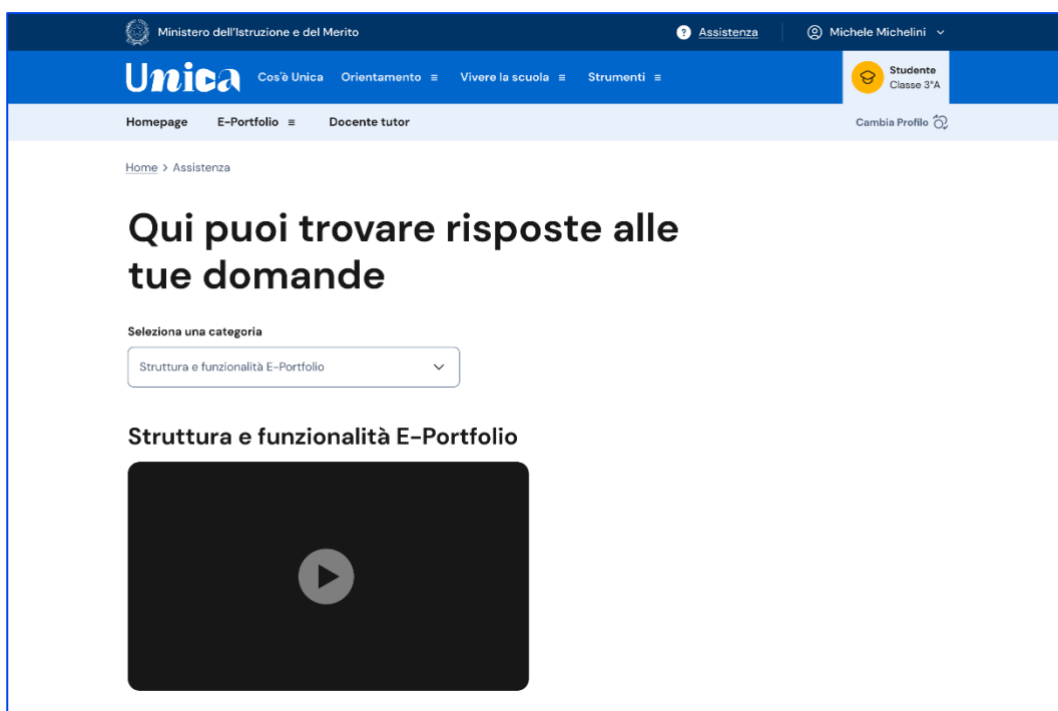 Ministero dell'Istruzione e del Merito
? Assistenza
Michele Michelini
Unica
Cos'è Unica
Orientamento
Vivere la scuola
Strumenti
Studente
Classe 3°A
Homepage
E-Portfolio
Docente tutor
Cambia Profilo
Home > Assistenza
Qui puoi trovare risposte alle
tue domande
Seleziona una categoria
Struttura e funzionalità E-Portfolio
Struttura e funzionalità E-Portfolio